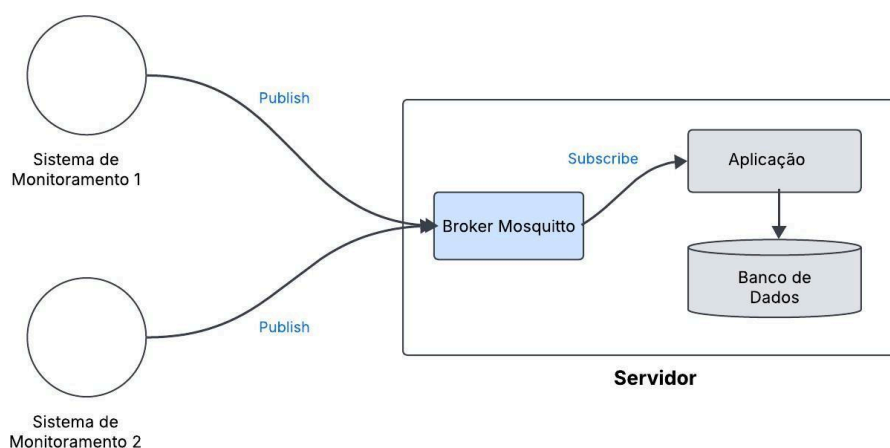 Sistema de
Monitoramento 1
Publish
Subscribe
Aplicação
Broker Mosquitto
Banco de
Dados
Publish
Servidor
Sistema de
Monitoramento 2